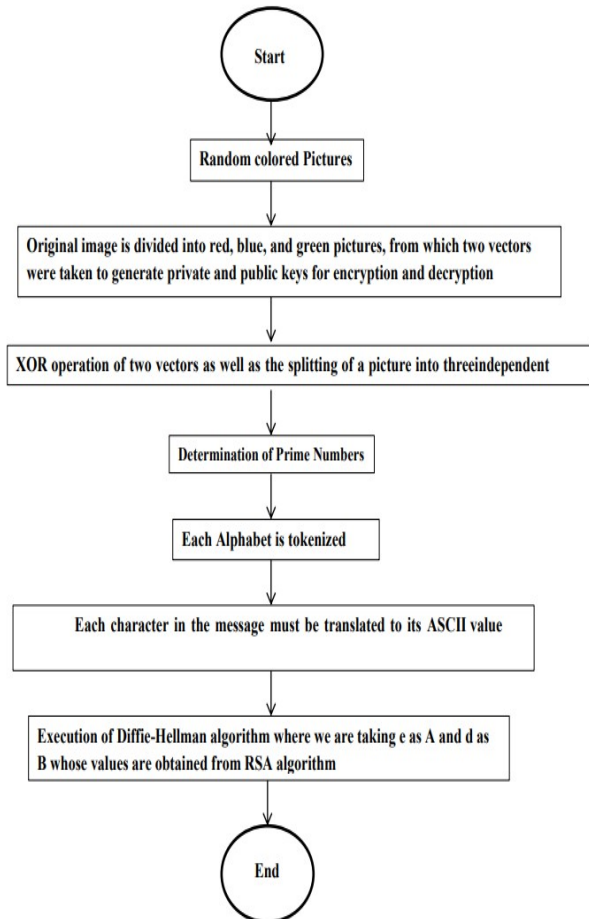 Start
Random colored Pictures
Original image is divided into red, blue, and green pictures, from which two vectors
were taken to generate private and public keys for encryption and decryption
XOR operation of two vectors as well as the splitting of a picture into threeindependent
Determination of Prime Numbers
Each Alphabet is tokenized
Each character in the message must be translated to its ASCII value
Execution of Diffie-Hellman algorithm where we are taking e as A and d as
B whose values are obtained from RSA algorithm
End